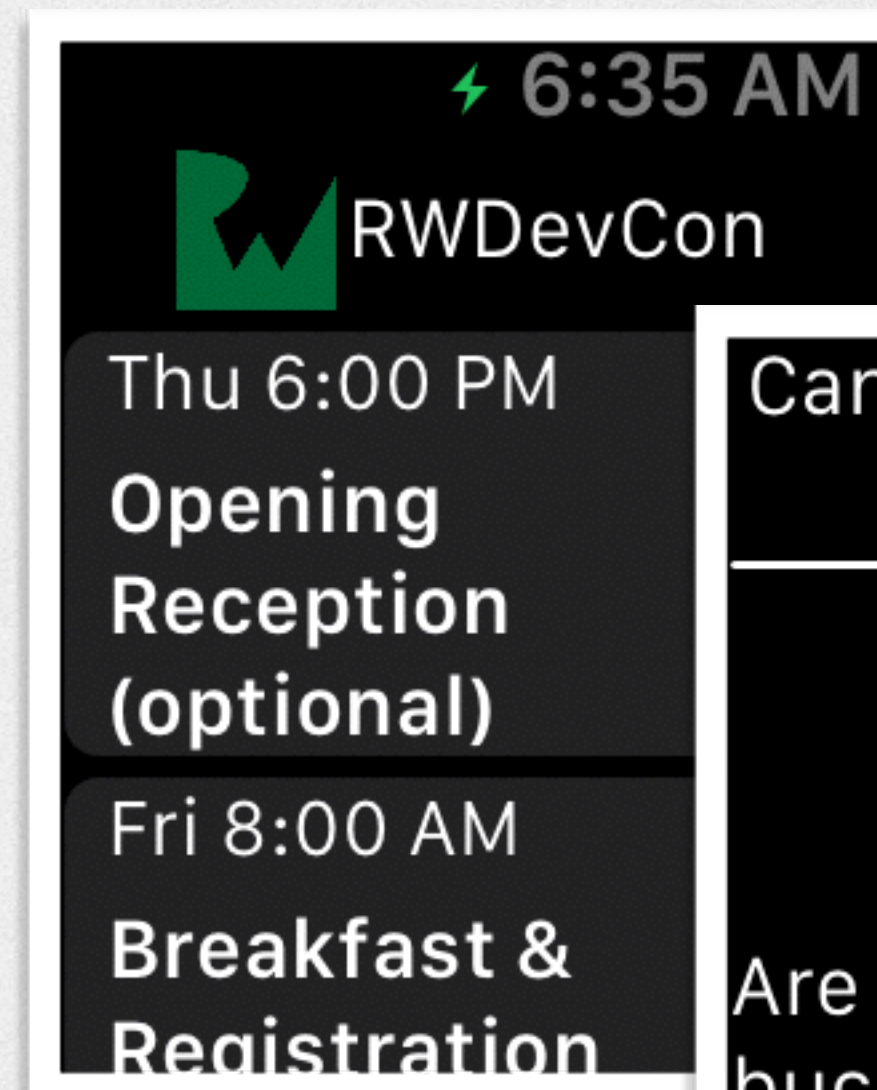 6:35 AM
RWDevCon
Thu 6:00 PM
Opening
Reception
(optional)
Fri 8:00 AM
Breakfast &
Registration
Are